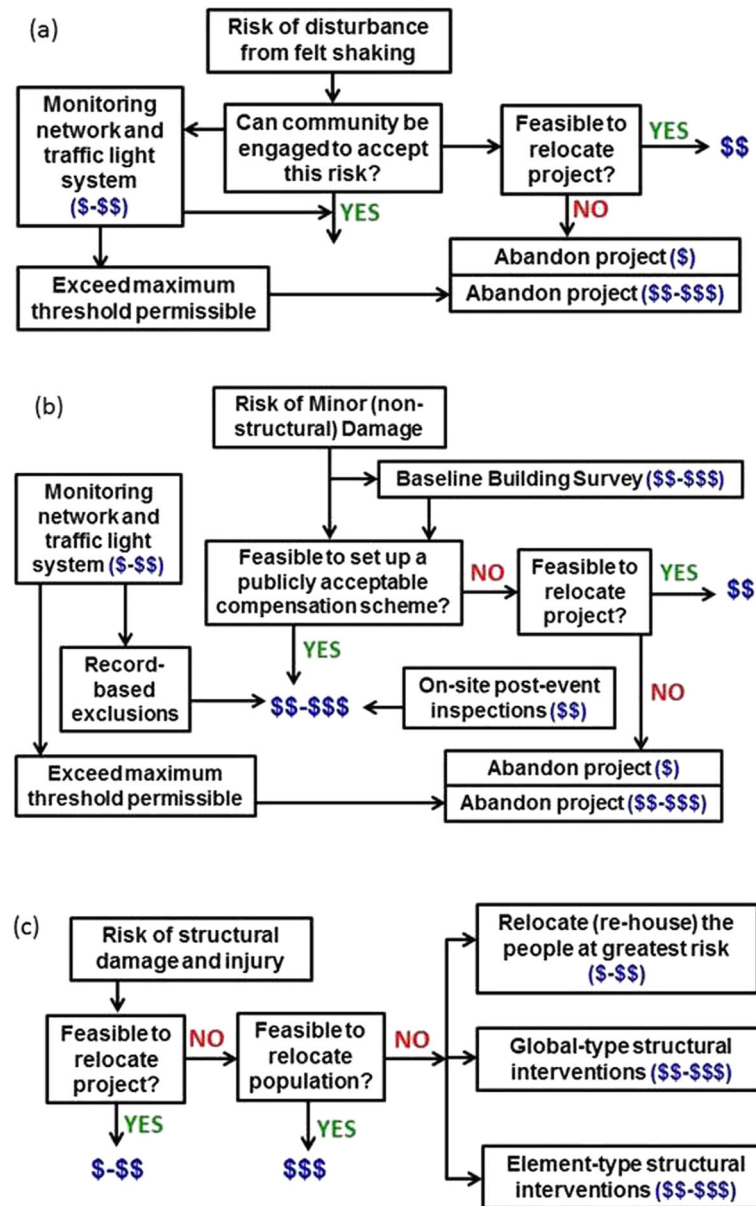 (a)
Risk of disturbance
from felt shaking
Monitoring
network and
traffic light
system
($-$$)
Can community be
engaged to accept
this risk?
Feasible to
relocate
project?
YES
$$
YES
NO
Abandon project ($)
Abandon project ($$-$$$)
Exceed maximum
threshold permissible
(b)
Risk of Minor (non-
structural) Damage
Baseline Building Survey ($$-$$$)
Monitoring
network and
traffic light
system ($-$$)
Feasible to set up a
publicly acceptable
compensation scheme?
NO
Feasible to
relocate
project?
YES
$$
YES
NO
Record-
based
exclusions
$$-$$$
On-site post-event
inspections ($$)
Exceed maximum
threshold permissible
Abandon project ($)
Abandon project ($$-$$$)
(c)
Risk of structural
damage and injury
Feasible to
relocate
project?
NO
Feasible to
relocate
population?
NO
YES
$-$$
YES
$$$
Relocate (re-house) the
people at greatest risk
($-$$)
Global-type structural
interventions ($$-$$$)
Element-type structural
interventions ($$-$$$)